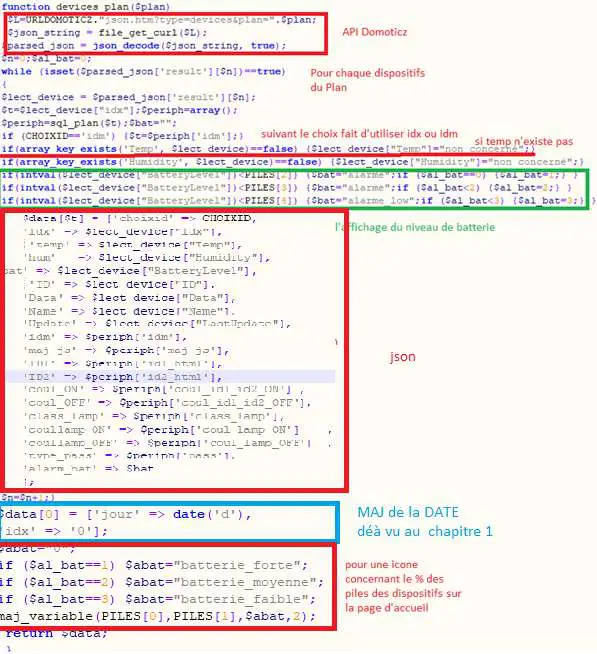 function devices_plan($plan)
$L=URLDOMOTICZ."json.htm?type=devices&plan=".$plan;
$json_string = file_get_curl($L);
$parsed_json = json_decode($json_string, true);
API Domoticz
$n=0;$al_bat=0;
while (isset($parsed_json['result'][$n])==true)
Pour chaque dispositifs
du Plan
{
$lect_device = $parsed_json['result'][$n];
$t=$lect_device["idx"];$periph=array();
$periph=sql_plan($t);$bat="";
if (CHOIXID=='idm') {$t=$periph['idm'];}
suivant le choix fait d'utiliser idx ou idm
si temp n'existe pas
if(array_key_exists('Temp', $lect_device)==false) {$lect_device["Temp"]="non concerné";}
if(array_key_exists('Humidity', $lect_device)==false) {$lect_device["Humidity"]="non concerné";}
if(intval($lect_device["BatteryLevel"])<PILES[2]) {$bat="alarme";if ($al_bat==0) {$al_bat=1;}}
if(intval($lect_device["BatteryLevel"])<PILES[3]) {$bat="alarme";if ($al_bat<2) {$al_bat=2;} }
if(intval($lect_device["BatteryLevel"])<PILES[4]) {$bat="alarme_low";if ($al_bat<3) {$al_bat=3;} }
$data[$t] = ['choixid' => CHOIXID,
l'affichage du niveau de batterie
'idx' => $lect_device["idx"],
'temp' => $lect_device["Temp"],
'hum' => $lect_device["Humidity"],
bat' => $lect_device["BatteryLevel"],
'ID' => $lect_device["ID"],
'Data' => $lect_device["Data"],
'Name' => $lect_device["Name"],
'Update' => $lect_device["LastUpdate"],
'idm' => $periph['idm'],
'maj_js' => $periph['maj_js'],
json
'ID1' => $periph['id1_html'],
'ID2' => $periph['id2_html'],
'coul_ON' => $periph['coul_id1_id2_ON'],
'coul_OFF' => $periph['coul_id1_id2_OFF'],
'class_lamp' => $periph['class_lamp'],
'coullamp_ON' => $periph['coul_lamp_ON'] ,
'coullamp_OFF' => $periph['coul_lamp_OFF'] ,
'type_pass' => $periph['pass'],
'alarm_bat' => $bat
];
$n=$n+1;}
$data[0] = ['jour' => date('d'),
'idx' => '0'];
MAJ de la DATE
déà vu au chapitre 1
$abat="0";
if ($al_bat==1) $abat="batterie_forte";
if ($al_bat==2) $abat="batterie_moyenne";
if ($al_bat==3) $abat="batterie_faible";
maj_variable(PILES[0],PILES[1],$abat,2);
pour une icone
concernant le % des
piles des dispositifs sur
la page d'accueil
return $data;
}